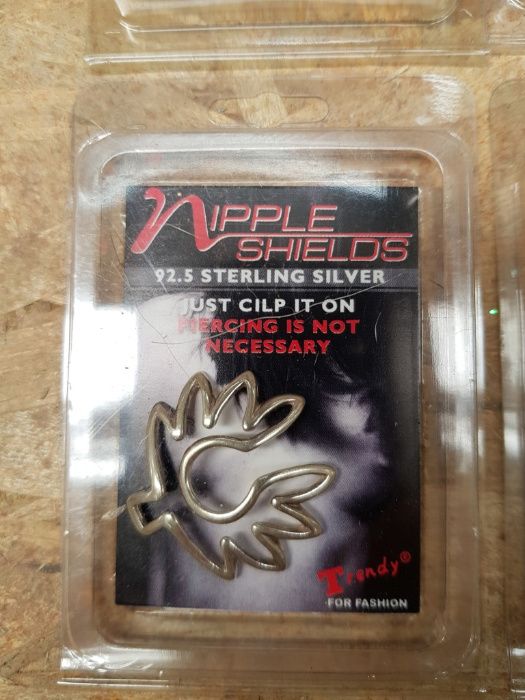 NIPPLE
SHIELDS
92.5 STERLING SILVER
JUST CILP IT ON
PIERCING IS NOT
NECESSARY
Trendy®
FOR FASHION